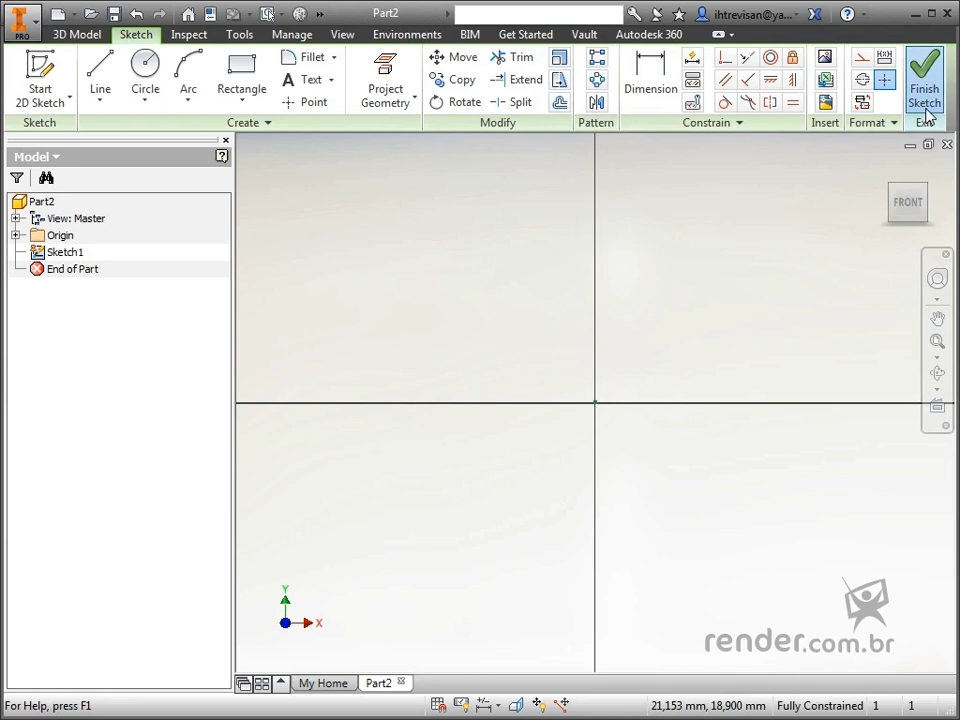 Part2
ihtrevisan@ya...
PRO
3D Model
Sketch
Inspect
Tools
Manage
View
Environments
BIM
Get Started
Vault
Autodesk 360
Start
2D Sketch
Line
Circle
Arc
Rectangle
Fillet
Text
Point
Project
Geometry
Move
Copy
Rotate
Trim
Extend
Split
Dimension
Finish
Sketch
Sketch
Create
Modify
Pattern
Constrain
Insert
Format
Model
Part2
View: Master
Origin
Sketch1
End of Part
FRONT
Y
X
render.com.br
My Home
Part2
For Help, press F1
21,153 mm, 18,900 mm
Fully Constrained
1
1